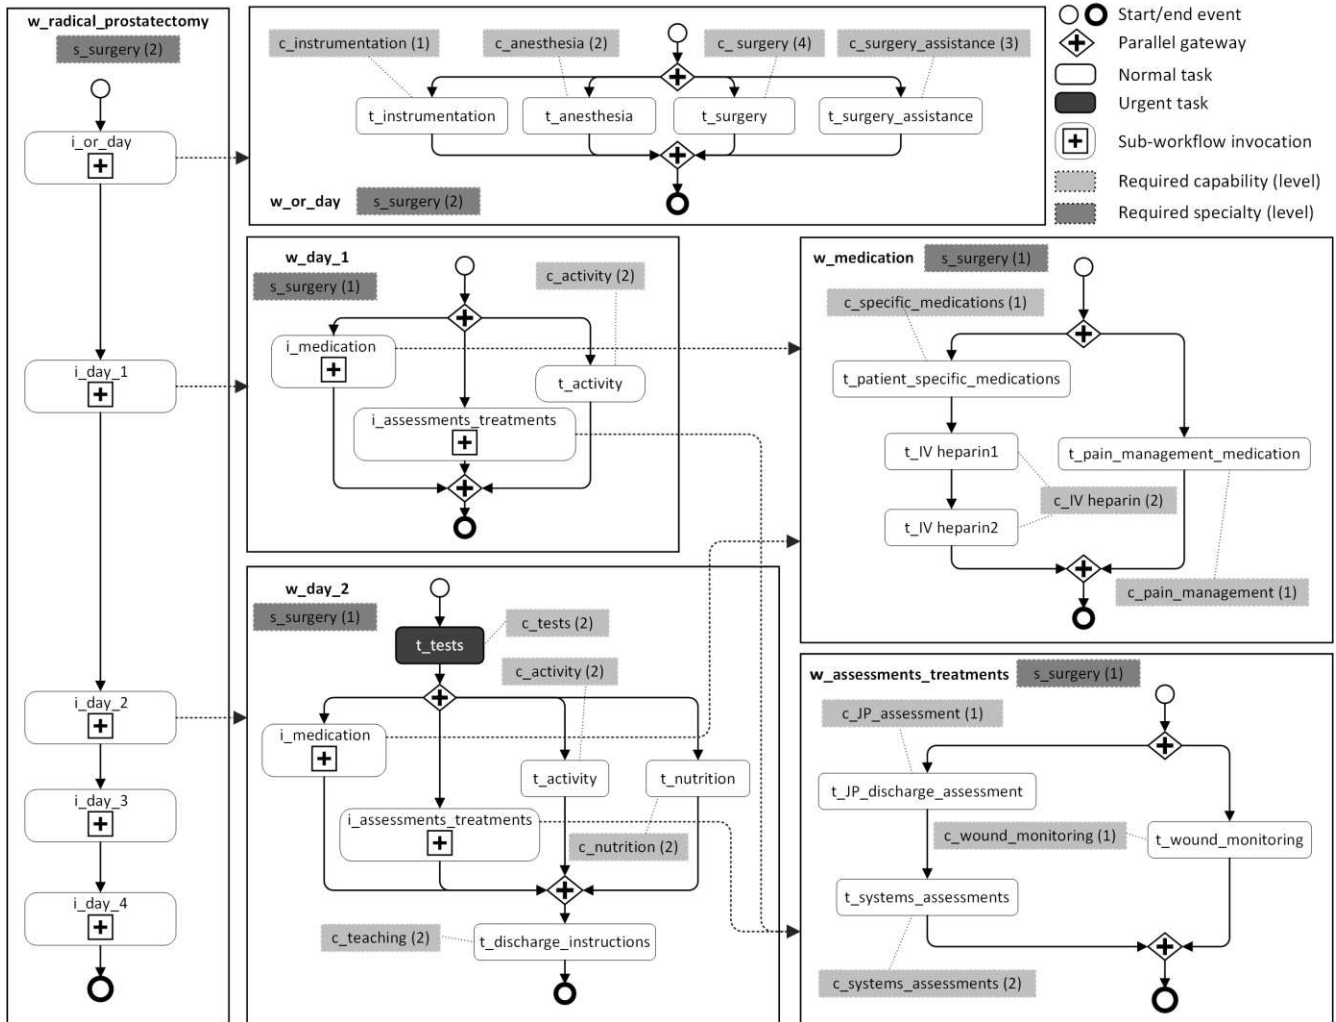 w_radical_prostatectomy
s_surgery (2)
i_or_day
i_day_1
i_day_2
i_day_3
i_day_4
c_instrumentation (1)
c_anesthesia (2)
c_ surgery (4)
c_surgery_assistance (3)
t_instrumentation
t_anesthesia
t_surgery
t_surgery_assistance
w_or_day
s_surgery (2)
Start/end event
Parallel gateway
Normal task
Urgent task
Sub-workflow invocation
Required capability (level)
Required specialty (level)
w_day_1
s_surgery (1)
c_activity (2)
i_medication
t_activity
i_assessments_treatments
w_medication
s_surgery (1)
c_specific_medications (1)
t_patient_specific_medications
t_IV heparin1
t_pain_management_medication
c_IV heparin (2)
t_IV heparin2
c_pain_management (1)
w_day_2
s_surgery (1)
t_tests
c_tests (2)
c_activity (2)
i_medication
t_activity
t_nutrition
i_assessments_treatments
c_nutrition (2)
c_teaching (2)
t_discharge_instructions
w_assessments_treatments
s_surgery (1)
c_JP_assessment (1)
t_JP_discharge_assessment
c_wound_monitoring (1)
t_wound_monitoring
t_systems_assessments
c_systems_assessments (2)